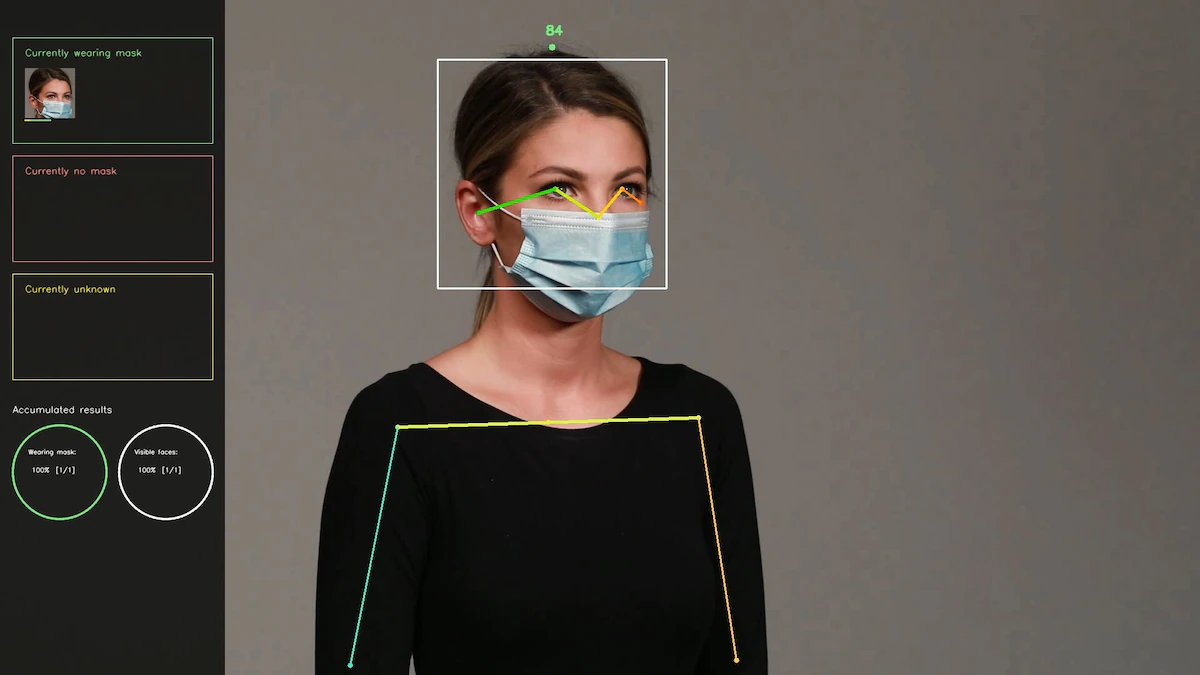 84
Currently wearing mask
Currently no mask
Currently unknown
Accumulated results
Wearing mask:
100% [1/1]
Visible faces:
100% [1/1]